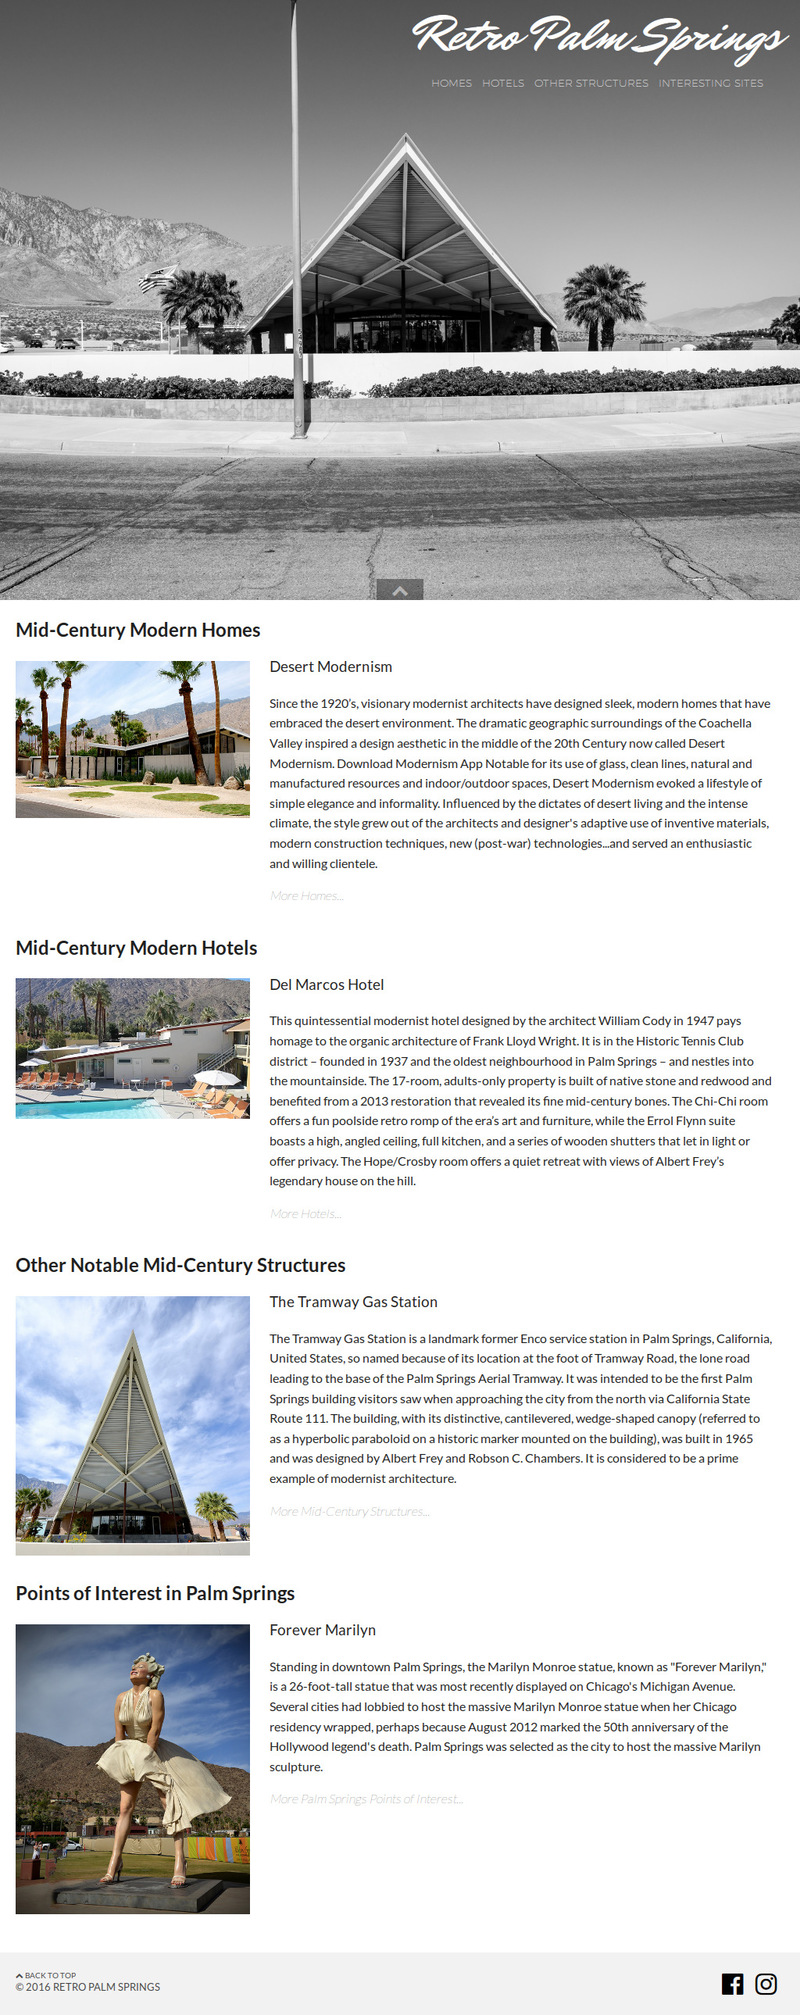 Retro Palm Springs
HOMES HOTELS OTHER STRUCTURES INTERESTING SITES
Mid-Century Modern Homes
Desert Modernism
Since the 1920's, visionary modernist architects have designed sleek, modern homes that have
embraced the desert environment. The dramatic geographic surroundings of the Coachella
Valley inspired a design aesthetic in the middle of the 20th Century now called Desert
Modernism. Download Modernism App Notable for its use of glass, clean lines, natural and
manufactured resources and indoor/outdoor spaces, Desert Modernism evoked a lifestyle of
simple elegance and informality. Influenced by the dictates of desert living and the intense
climate, the style grew out of the architects and designer's adaptive use of inventive materials,
modern construction techniques, new (post-war) technologies...and served an enthusiastic
and willing clientele.
More Homes...
Mid-Century Modern Hotels
Del Marcos Hotel
This quintessential modernist hotel designed by the architect William Cody in 1947 pays
homage to the organic architecture of Frank Lloyd Wright. It is in the Historic Tennis Club
district – founded in 1937 and the oldest neighbourhood in Palm Springs – and nestles into
the mountainside. The 17-room, adults-only property is built of native stone and redwood and
benefited from a 2013 restoration that revealed its fine mid-century bones. The Chi-Chi room
offers a fun poolside retro romp of the era’s art and furniture, while the Errol Flynn suite
boasts a high, angled ceiling, full kitchen, and a series of wooden shutters that let in light or
offer privacy. The Hope/Crosby room offers a quiet retreat with views of Albert Frey’s
legendary house on the hill.
More Hotels...
Other Notable Mid-Century Structures
The Tramway Gas Station
The Tramway Gas Station is a landmark former Enco service station in Palm Springs, California,
United States, so named because of its location at the foot of Tramway Road, the lone road
leading to the base of the Palm Springs Aerial Tramway. It was intended to be the first Palm
Springs building visitors saw when approaching the city from the north via California State
Route 111. The building, with its distinctive, cantilevered, wedge-shaped canopy (referred to
as a hyperbolic paraboloid on a historic marker mounted on the building), was built in 1965
and was designed by Albert Frey and Robson C. Chambers. It is considered to be a prime
example of modernist architecture.
More Mid-Century Structures...
Points of Interest in Palm Springs
Forever Marilyn
Standing in downtown Palm Springs, the Marilyn Monroe statue, known as "Forever Marilyn,"
is a 26-foot-tall statue that was most recently displayed on Chicago's Michigan Avenue.
Several cities had lobbied to host the massive Marilyn Monroe statue when her Chicago
residency wrapped, perhaps because August 2012 marked the 50th anniversary of the
Hollywood legend's death. Palm Springs was selected as the city to host the massive Marilyn
sculpture.
More Palm Springs Points of Interest...
BACK TO TOP
© 2016 RETRO PALM SPRINGS